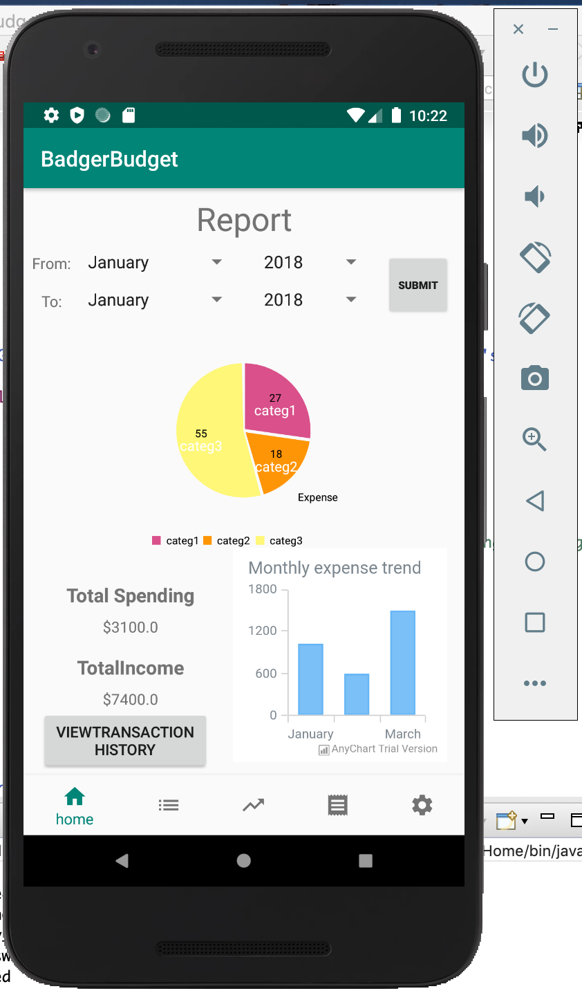 10:22
BadgerBudget
Report
From: January 2018
To: January 2018
SUBMIT
27
categ1
55
categ3
18
categ2
Expense
categ1 categ2 categ3
Total Spending
$3100.0
TotalIncome
$7400.0
VIEWTRANSACTION
HISTORY
Monthly expense trend
1800
1200
600
0
January March
AnyChart Trial Version
home
Home/bin/java